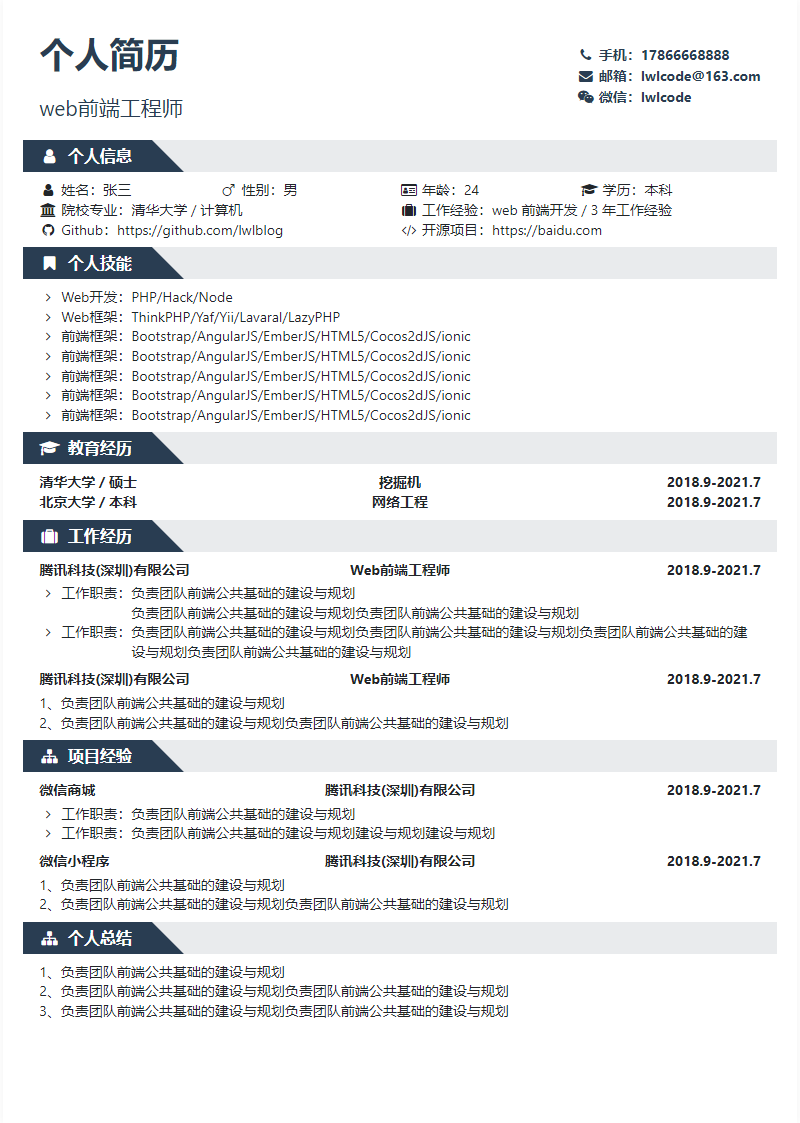 个人简历
web前端工程师
手机：17866668888
邮箱：lwlcode@163.com
微信：lwlcode
个人信息
姓名：张三 性别：男 年龄：24 学历：本科
院校专业：清华大学 / 计算机 工作经验：web 前端开发 / 3 年工作经验
Github：https://github.com/lwlblog 开源项目：https://baidu.com
个人技能
Web开发：PHP/Hack/Node
Web框架：ThinkPHP/Yaf/Yii/Lavaral/LazyPHP
前端框架：Bootstrap/AngularJS/EmberJS/HTML5/Cocos2dJS/ionic
前端框架：Bootstrap/AngularJS/EmberJS/HTML5/Cocos2dJS/ionic
前端框架：Bootstrap/AngularJS/EmberJS/HTML5/Cocos2dJS/ionic
前端框架：Bootstrap/AngularJS/EmberJS/HTML5/Cocos2dJS/ionic
前端框架：Bootstrap/AngularJS/EmberJS/HTML5/Cocos2dJS/ionic
教育经历
清华大学 / 硕士 挖掘机 2018.9-2021.7
北京大学 / 本科 网络工程 2018.9-2021.7
工作经历
腾讯科技(深圳)有限公司 Web前端工程师 2018.9-2021.7
工作职责：负责团队前端公共基础的建设与规划
负责团队前端公共基础的建设与规划负责团队前端公共基础的建设与规划
工作职责：负责团队前端公共基础的建设与规划负责团队前端公共基础的建设与规划负责团队前端公共基础的建
设与规划负责团队前端公共基础的建设与规划
腾讯科技(深圳)有限公司 Web前端工程师 2018.9-2021.7
1、负责团队前端公共基础的建设与规划
2、负责团队前端公共基础的建设与规划负责团队前端公共基础的建设与规划
项目经验
微信商城 腾讯科技(深圳)有限公司 2018.9-2021.7
工作职责：负责团队前端公共基础的建设与规划
工作职责：负责团队前端公共基础的建设与规划建设与规划建设与规划
微信小程序 腾讯科技(深圳)有限公司 2018.9-2021.7
1、负责团队前端公共基础的建设与规划
2、负责团队前端公共基础的建设与规划负责团队前端公共基础的建设与规划
个人总结
1、负责团队前端公共基础的建设与规划
2、负责团队前端公共基础的建设与规划负责团队前端公共基础的建设与规划
3、负责团队前端公共基础的建设与规划负责团队前端公共基础的建设与规划